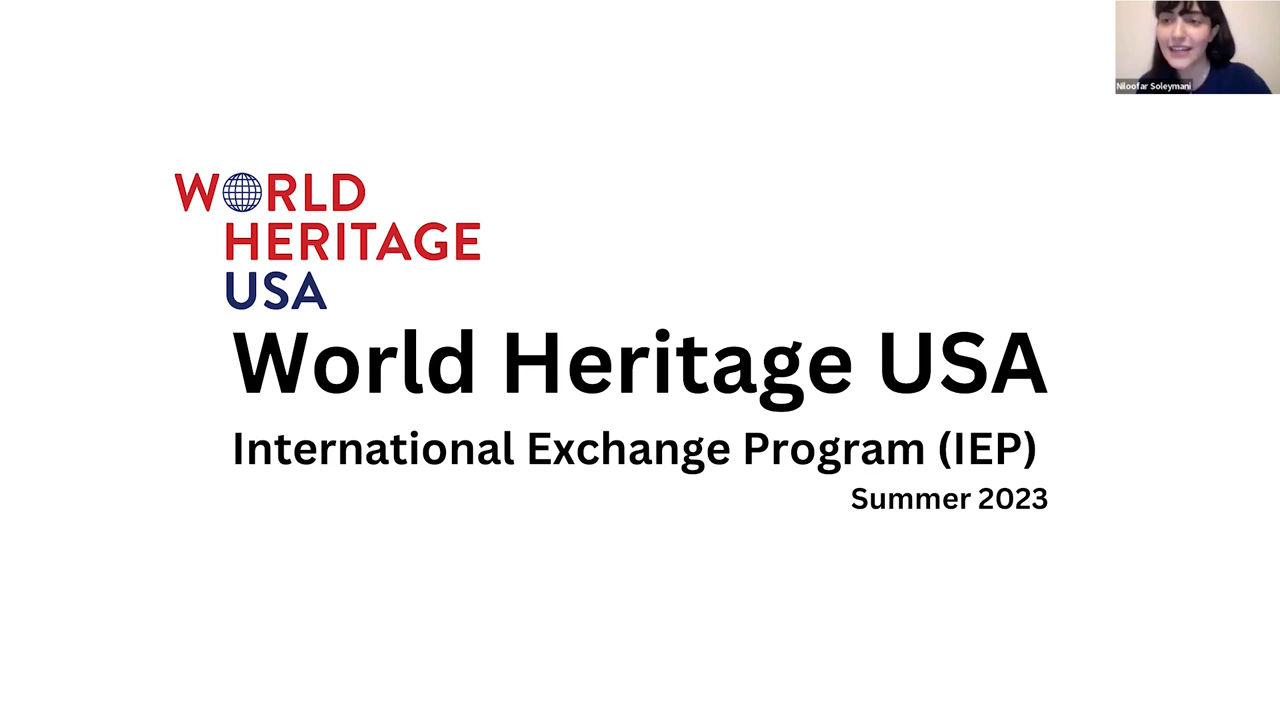 Niloofar Soleymani
WORLD
HERITAGE
USA
World Heritage USA
International Exchange Program (IEP)
Summer 2023